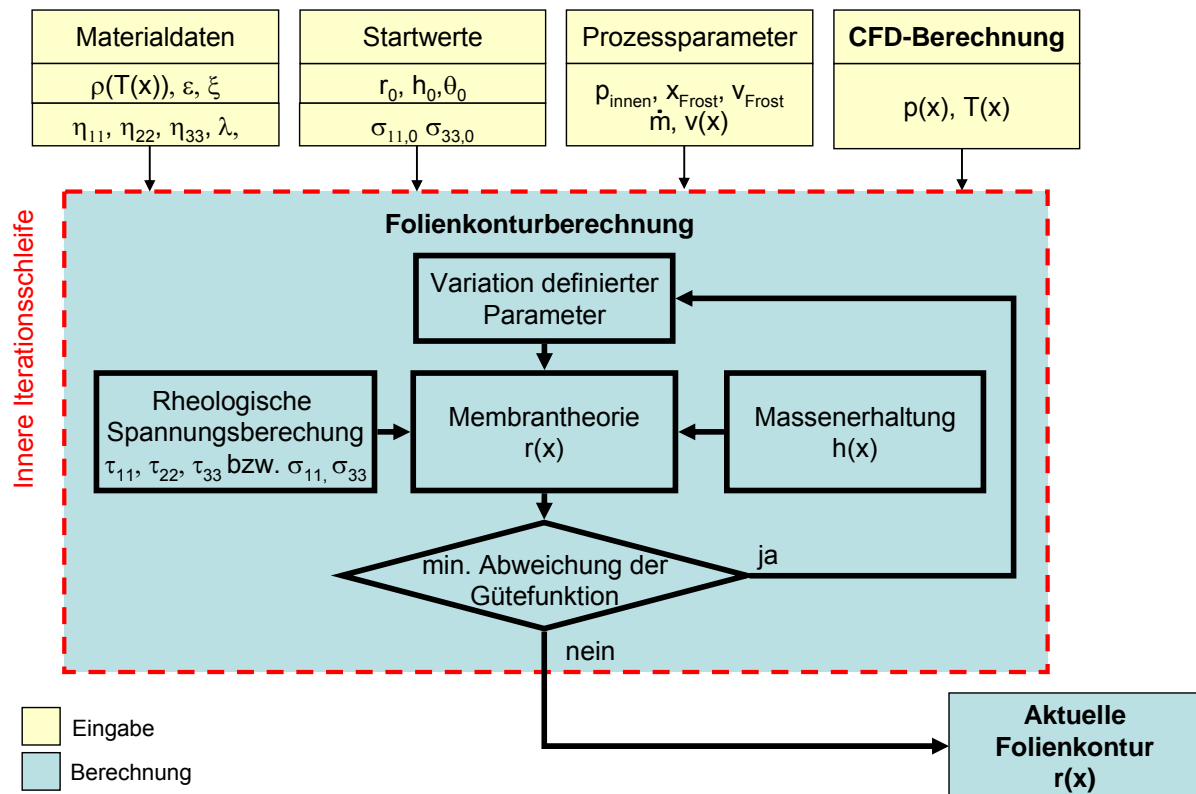 Materialdaten
ρ(T(x)), ε, ξ
η11, η22, η33, λ,
Startwerte
r0, h0,θ0
σ11,0 σ33,0
Prozessparameter
pinnen, xFrost, vFrost
ṁ, v(x)
CFD-Berechnung
p(x), T(x)
Innere Iterationsschleife
Folienkonturberechnung
Variation definierter
Parameter
Rheologische
Spannungsberechung
τ11, τ22, τ33 bzw. σ11, σ33
Membrantheorie
r(x)
Massenerhaltung
h(x)
min. Abweichung der
Gütefunktion
ja
nein
Eingabe
Berechnung
Aktuelle
Folienkontur
r(x)